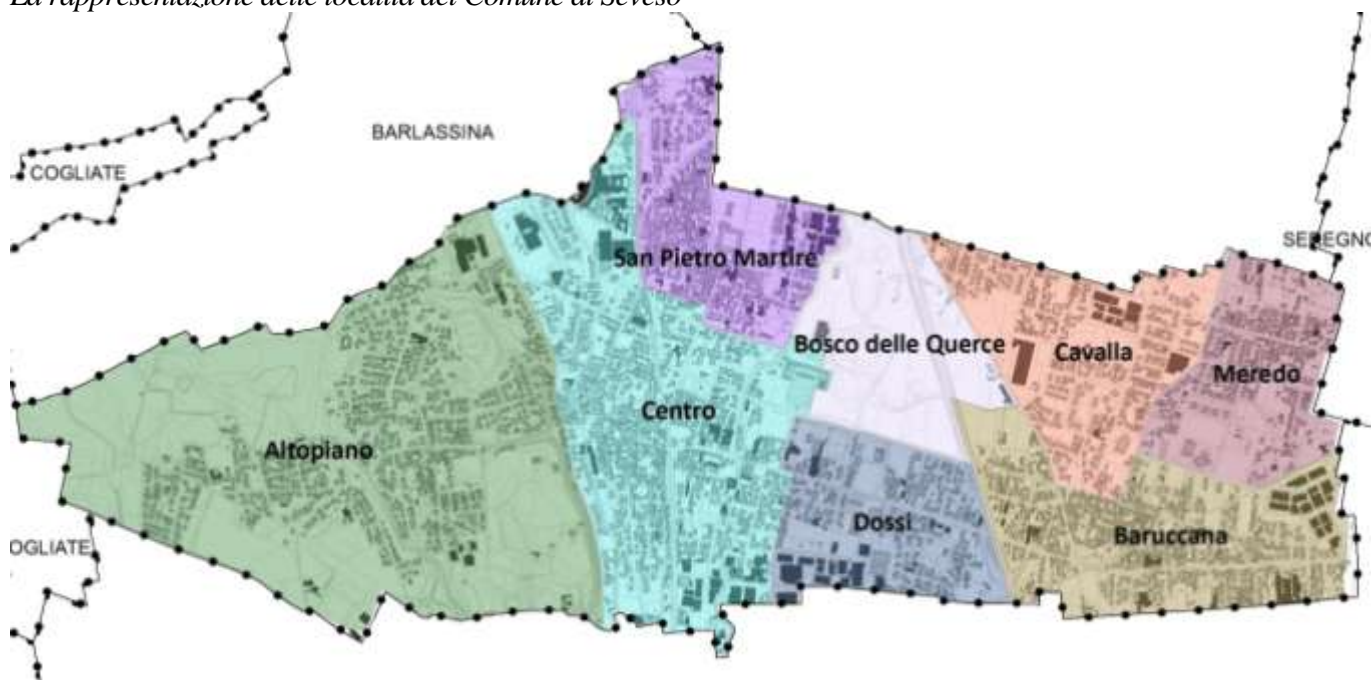 La rappresentazione delle località del Comune di Seveso
BARLASSINA
COGLIATE
SEREGNO
San Pietro Martire
Bosco delle Querce
Cavalla
Meredo
Centro
Altopiano
Dossi
Baruccana
OGLIATE